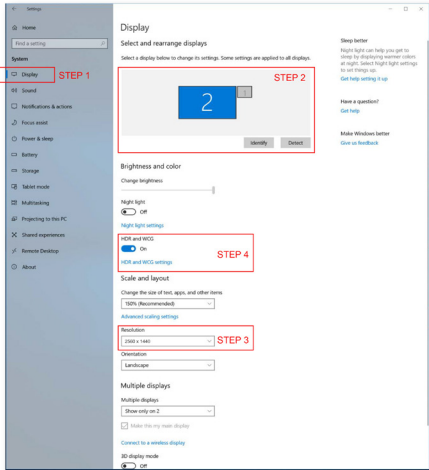 Settings
Home
Find a setting
System
Display
STEP 1
Sound
Notifications & actions
Focus assist
Power & sleep
Battery
Storage
Tablet mode
Multitasking
Projecting to this PC
Shared experiences
Remote Desktop
About
Display
Select and rearrange displays
Select a display below to change its settings. Some settings are applied to all displays.
STEP 2
2
1
Identify
Detect
Brightness and color
Change brightness
Night light
Off
Night light settings
HDR and WCG
On
STEP 4
HDR and WCG settings
Scale and layout
Change the size of text, apps, and other items
150% (Recommended)
Advanced scaling settings
Resolution
2560 x 1440
STEP 3
Orientation
Landscape
Multiple displays
Multiple displays
Show only on 2
Make this my main display
Connect to a wireless display
3D display mode
Off
Sleep better
Night light can help you get to
sleep by displaying warmer colors
at night. Select Night light settings
to set things up.
Get help setting it up
Have a question?
Get help
Make Windows better
Give us feedback